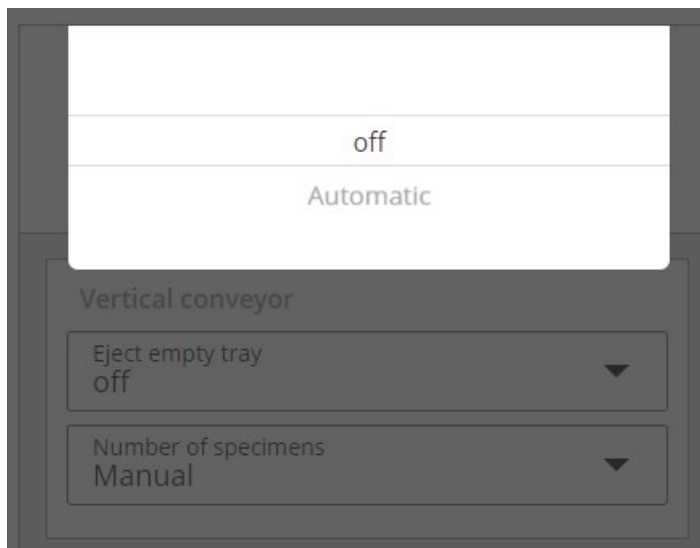 off
Automatic
Vertical conveyor
Eject empty tray
off
Number of specimens
Manual